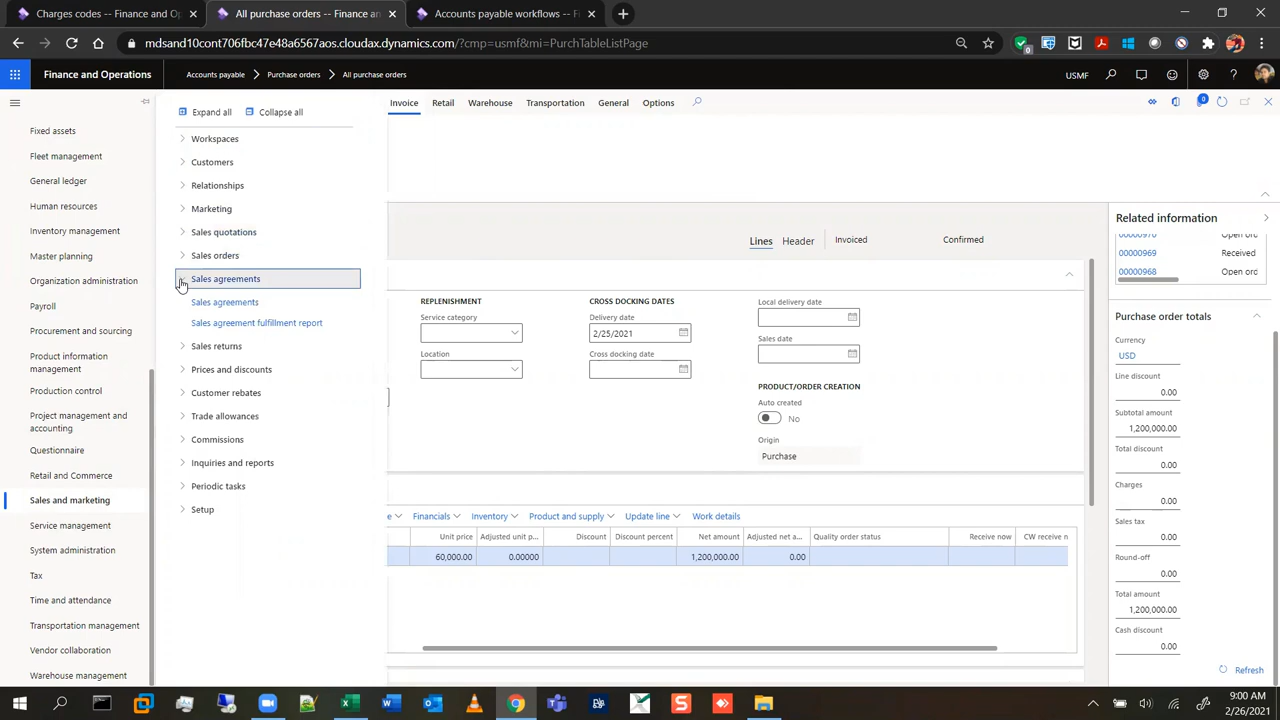 Charges codes -- Finance and Op
All purchase orders -- Finance an
Accounts payable workflows -- Fi
mdsand10cont706fbc47e48a6567aos.cloudax.dynamics.com/?cmp=usmf&mi=PurchTableListPage
Finance and Operations
Accounts payable > Purchase orders > All purchase orders
USMF
Expand all
Collapse all
Invoice
Retail
Warehouse
Transportation
General
Options
0
Fixed assets
Fleet management
General ledger
Human resources
Inventory management
Master planning
Organization administration
Payroll
Procurement and sourcing
Product information
management
Production control
Project management and
accounting
Questionnaire
Retail and Commerce
Sales and marketing
Service management
System administration
Tax
Time and attendance
Transportation management
Vendor collaboration
Warehouse management
Workspaces
Customers
Relationships
Marketing
Sales quotations
Sales orders
Sales agreements
Sales agreements
Sales agreement fulfillment report
Sales returns
Prices and discounts
Customer rebates
Trade allowances
Commissions
Inquiries and reports
Periodic tasks
Setup
Lines
Header
Invoiced
Confirmed
REPLENISHMENT
Service category
Location
CROSS DOCKING DATES
Delivery date
2/25/2021
Cross docking date
Local delivery date
Sales date
PRODUCT/ORDER CREATION
Auto created
No
Origin
Purchase
e
Financials
Inventory
Product and supply
Update line
Work details
Unit price
Adjusted unit p...
Discount
Discount percent
Net amount
Adjusted net a...
Quality order status
Receive now
CW receive n
60,000.00
0.00000
1,200,000.00
0.00
Related information
00000970 Open ord
00000969 Received
00000968 Open ord
Purchase order totals
Currency
USD
Line discount
0.00
Subtotal amount
1,200,000.00
Total discount
0.00
Charges
0.00
Sales tax
0.00
Round-off
0.00
Total amount
1,200,000.00
Cash discount
0.00
Refresh
9:00 AM
2/26/2021